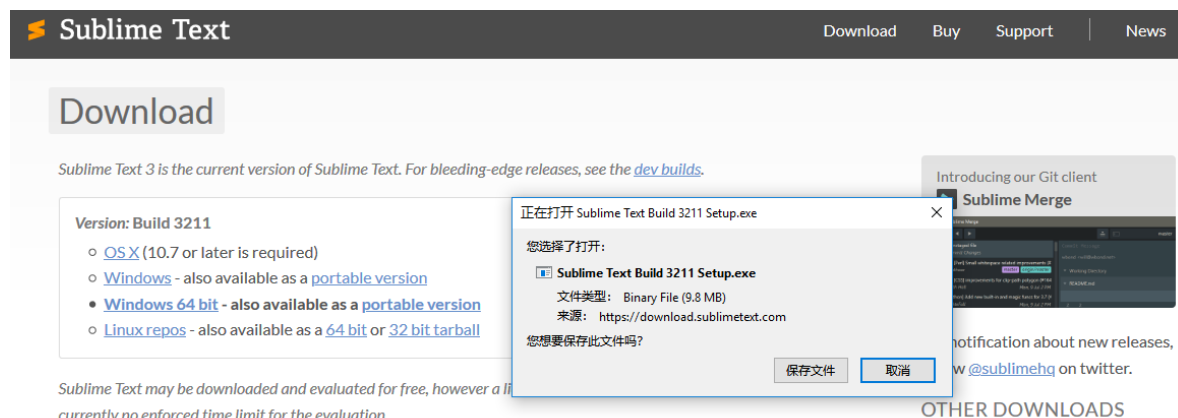 Sublime Text
Download Buy Support News
Download
Sublime Text 3 is the current version of Sublime Text. For bleeding-edge releases, see the dev builds.
Version: Build 3211
OS X (10.7 or later is required)
Windows - also available as a portable version
Windows 64 bit - also available as a portable version
Linux repos - also available as a 64 bit or 32 bit tarball
Sublime Text may be downloaded and evaluated for free, however a li
currently no enforced time limit for the evaluation.
正在打开 Sublime Text Build 3211 Setup.exe
您选择了打开：
Sublime Text Build 3211 Setup.exe
文件类型： Binary File (9.8 MB)
来源： https://download.sublimetext.com
您想要保存此文件吗？
保存文件 取消
Introducing our Git client
Sublime Merge
notification about new releases,
w @sublimehq on twitter.
OTHER DOWNLOADS